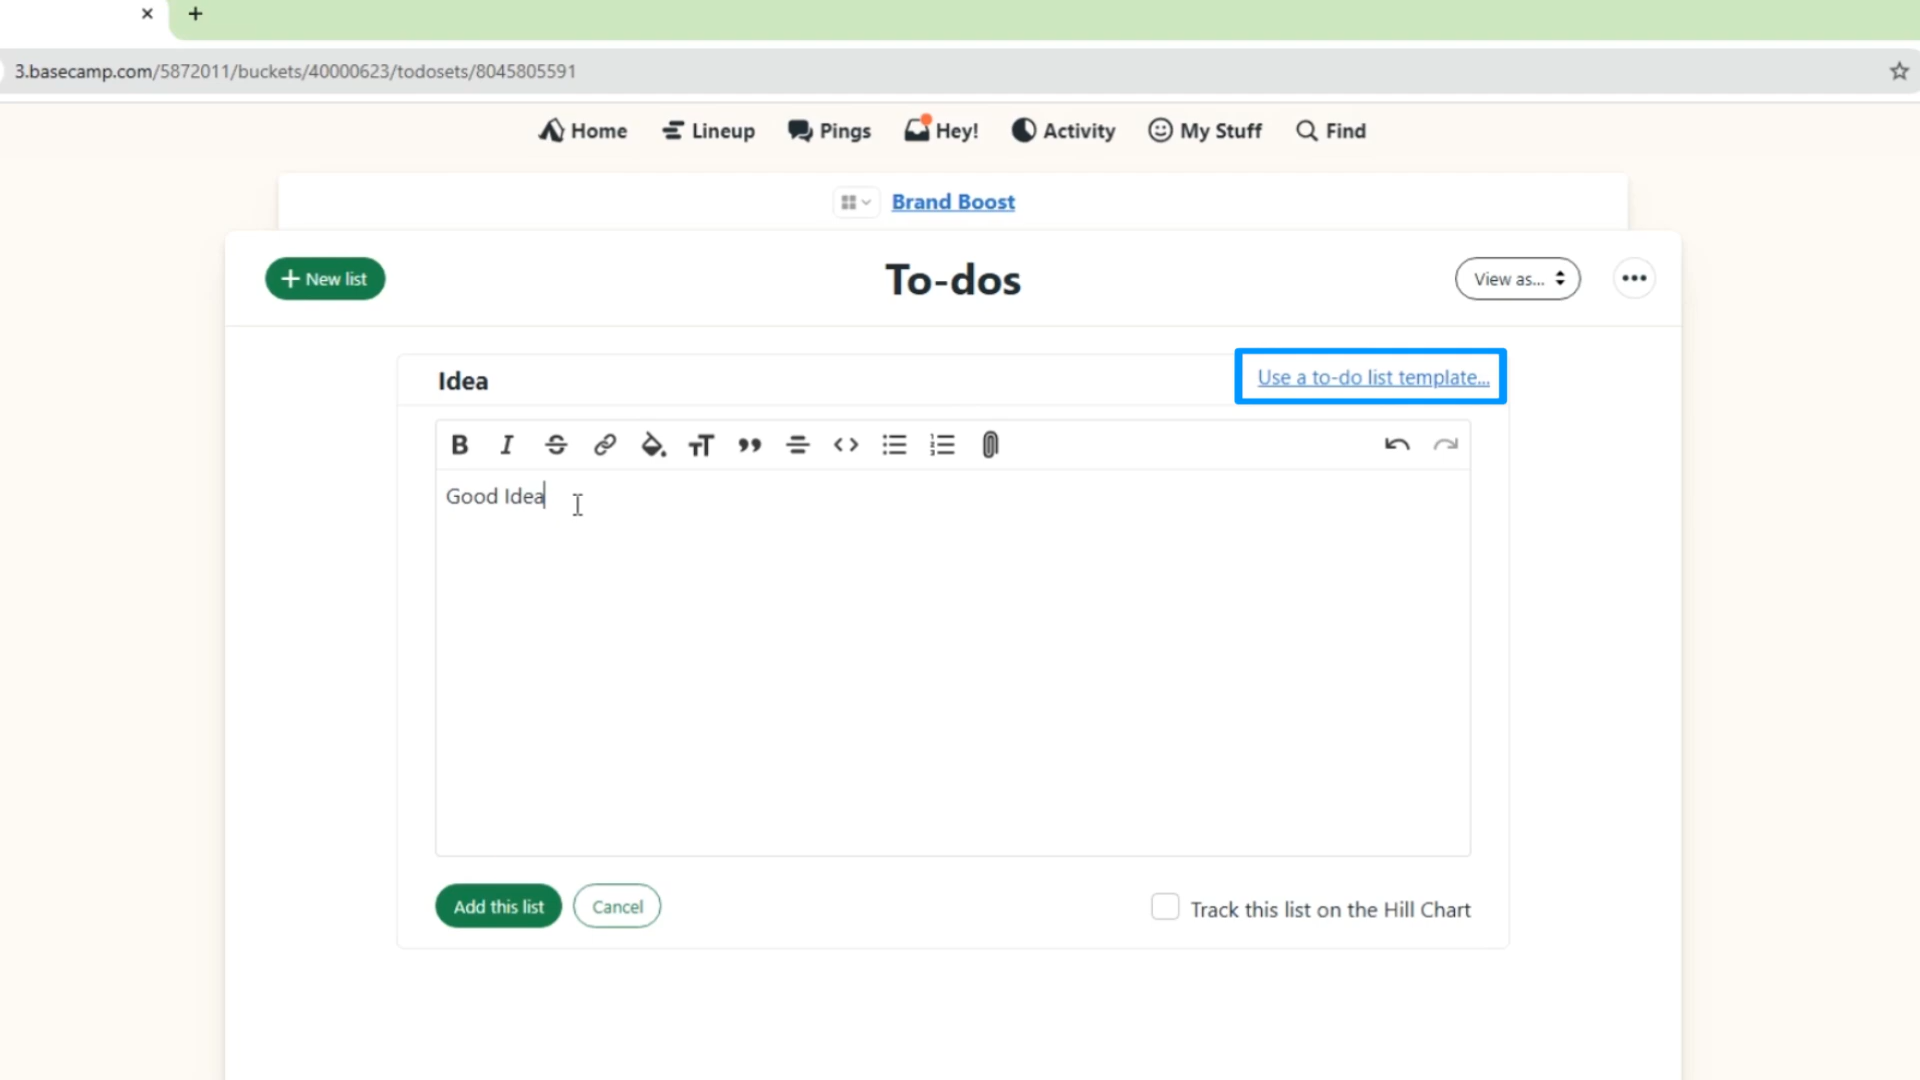 3.basecamp.com/5872011/buckets/40000623/todosets/8045805591
Home Lineup Pings Hey! Activity My Stuff Find
Brand Boost
New list
To-dos
View as...
Idea
Use a to-do list template...
Good Idea
Add this list
Cancel
Track this list on the Hill Chart